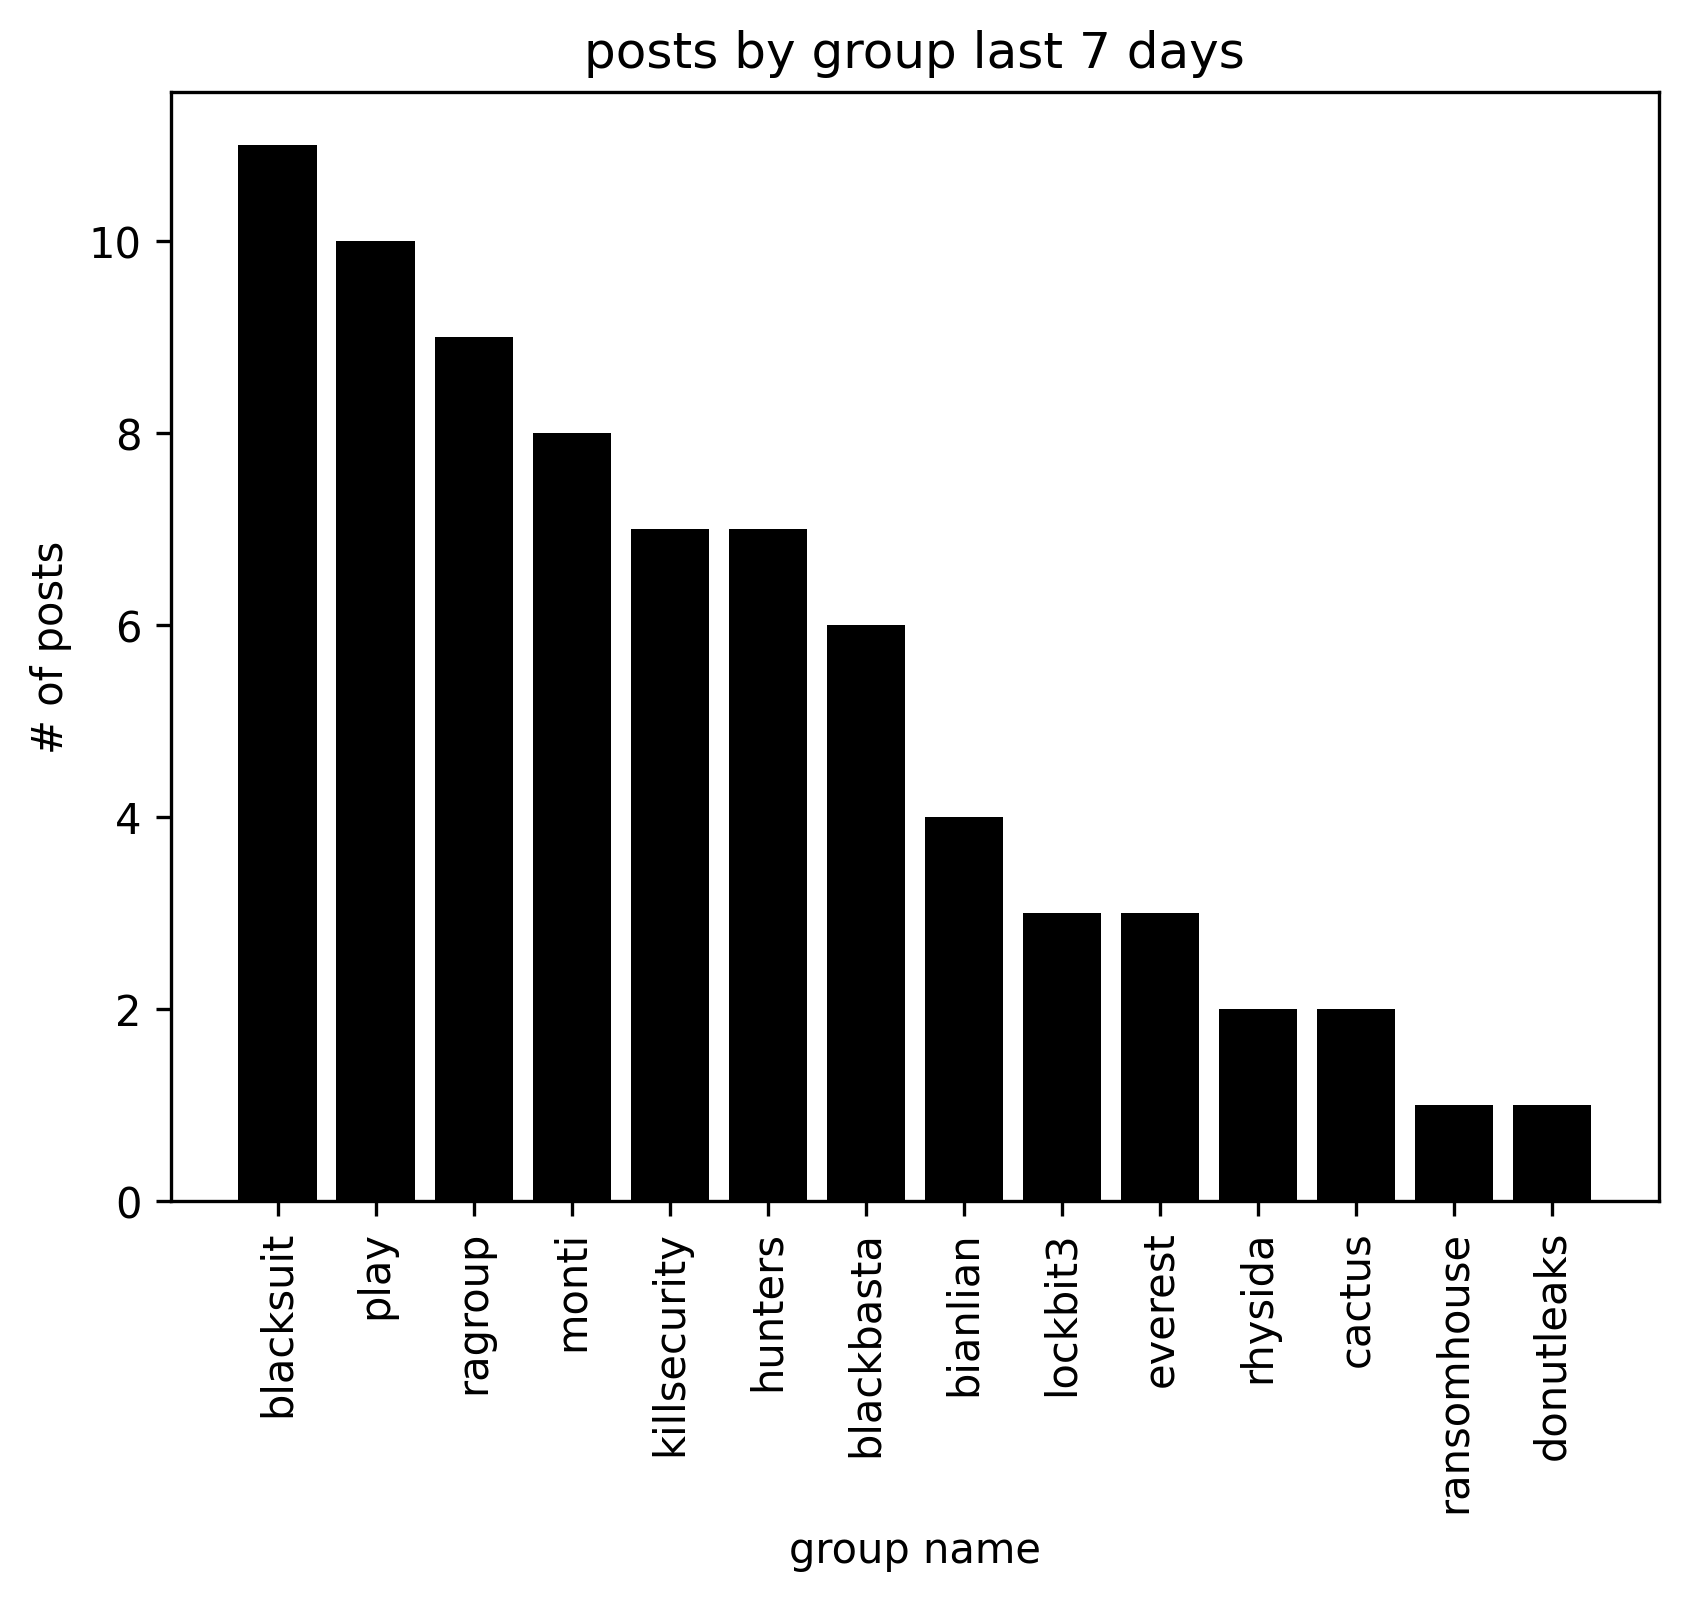 posts by group last 7 days
# of posts
10
8
6
4
2
0
blacksuit
play
ragroup
monti
killsecurity
hunters
blackbasta
bianlian
lockbit3
everest
rhysida
cactus
ransomhouse
donutleaks
group name